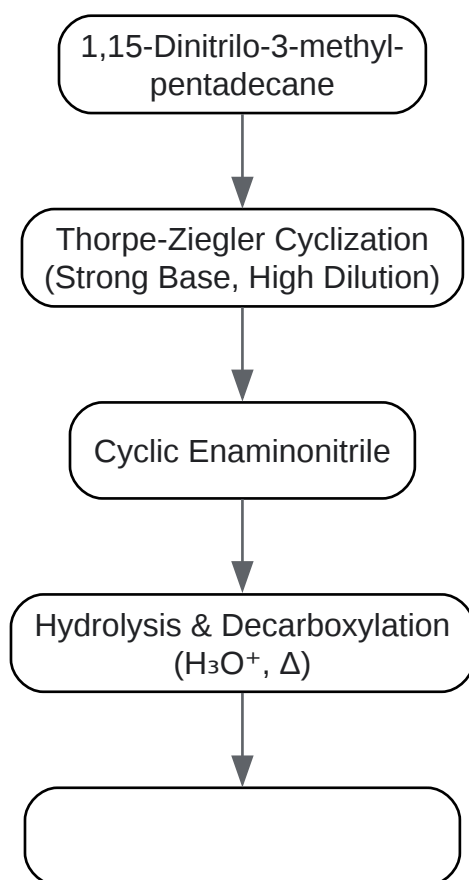 1,15-Dinitrilo-3-methyl-
pentadecane
Thorpe-Ziegler Cyclization
(Strong Base, High Dilution)
Cyclic Enaminonitrile
Hydrolysis & Decarboxylation
(H₃O⁺, Δ)